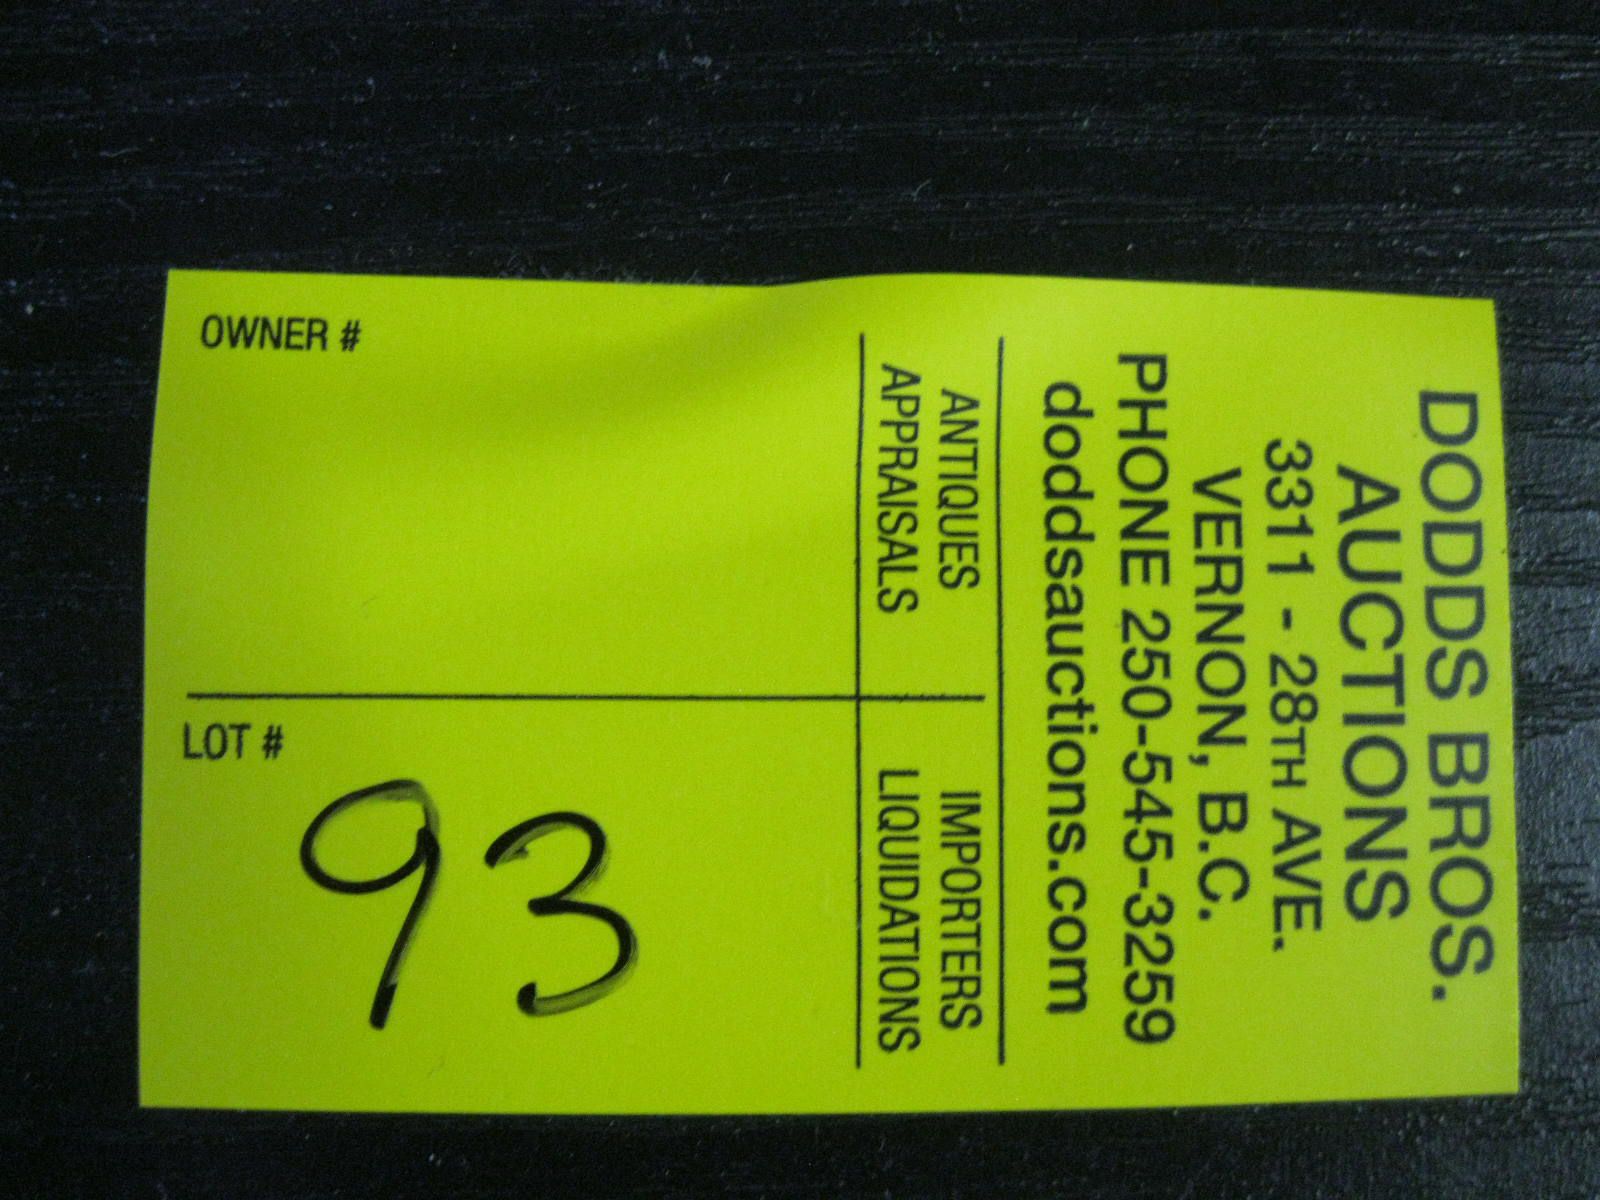 DODDS BROS.
AUCTIONS
3311 - 28TH AVE.
VERNON, B.C.
PHONE 250-545-3259
doddsauctions.com
ANTIQUES
APPRAISALS
IMPORTERS
LIQUIDATIONS
OWNER #
LOT #
93